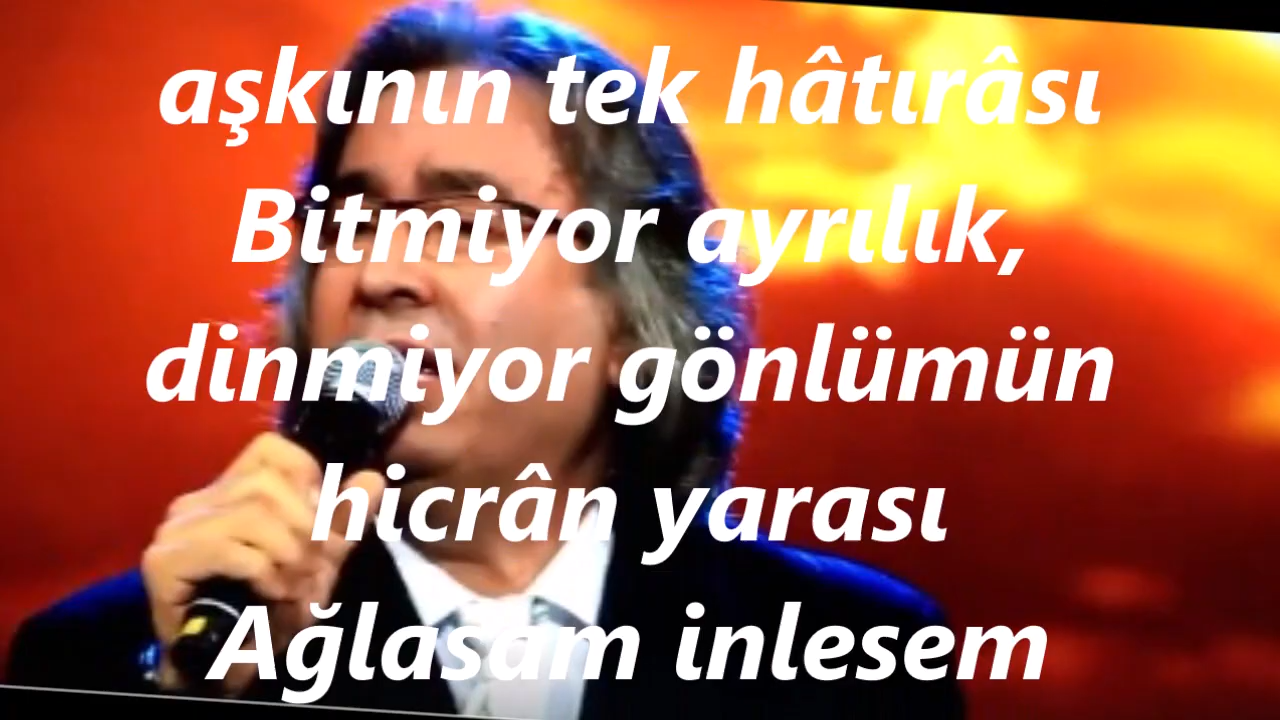 aşkının tek hâtırâsı
Bitmiyor ayrılık,
dinmiyor gönlümün
hicrân yarası
Ağlasam inlesem